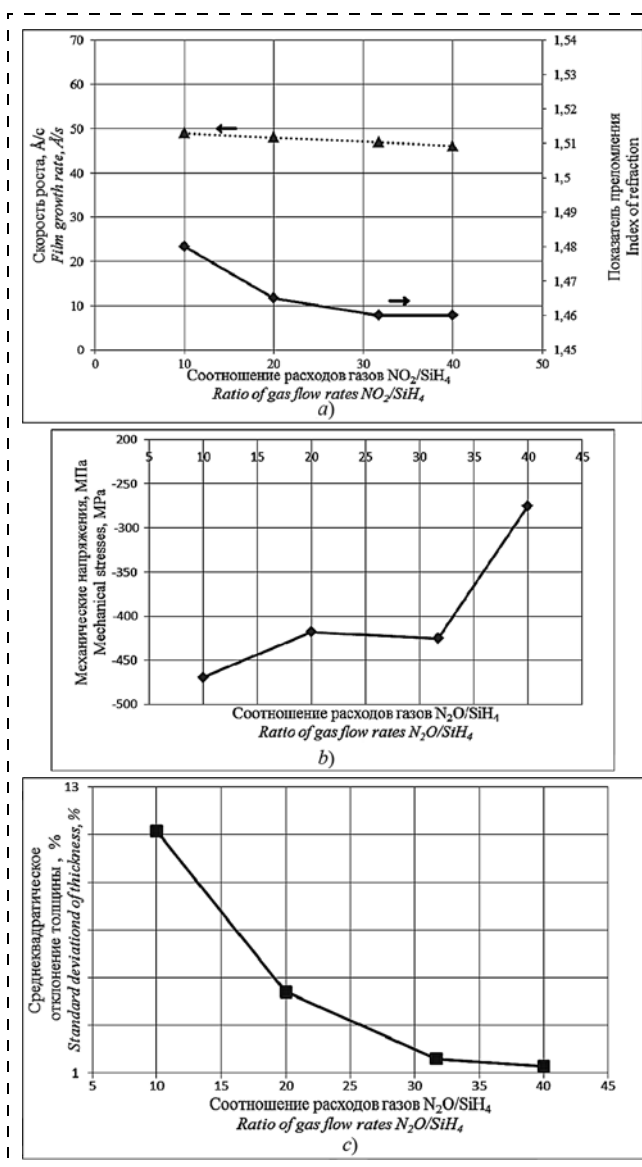 70
60
50
40
30
20
10
0
Скорость роста, Å/с
Film growth rate, Å/s
1,54
1,53
1,52
1,51
1,5
1,49
1,48
1,47
1,46
1,45
Показатель преломления
Index of refraction
0 10 20 30 40 50
Соотношение расходов газов NO₂/SiH₄
Ratio of gas flow rates NO₂/SiH₄
a)
200
5 10 15 20 25 30 35 40 45
-250
-300
-350
-400
-450
-500
Механические напряжения, МПа
Mechanical stresses, MPa
Соотношение расходов газов N₂O/SiH₄
Ratio of gas flow rates N₂O/SiH₄
b)
13
1
Среднеквадратическое
отклонение толщины , %
Standard deviationd of thickness, %
5 10 15 20 25 30 35 40 45
Соотношение расходов газов N₂O/SiH₄
Ratio of gas flow rates N₂O/SiH₄
c)